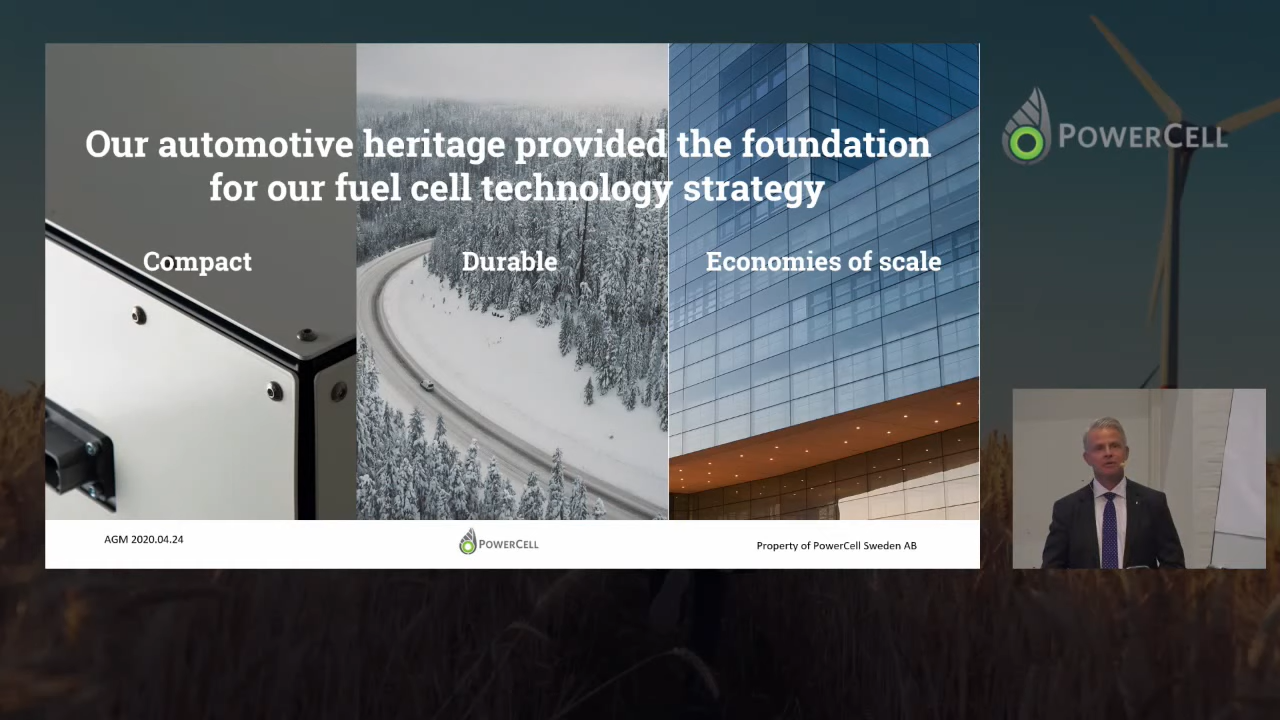 Our automotive heritage provided the foundation
for our fuel cell technology strategy
Compact
Durable
Economies of scale
AGM 2020.04.24
POWERCELL
Property of PowerCell Sweden AB
POWERCELL